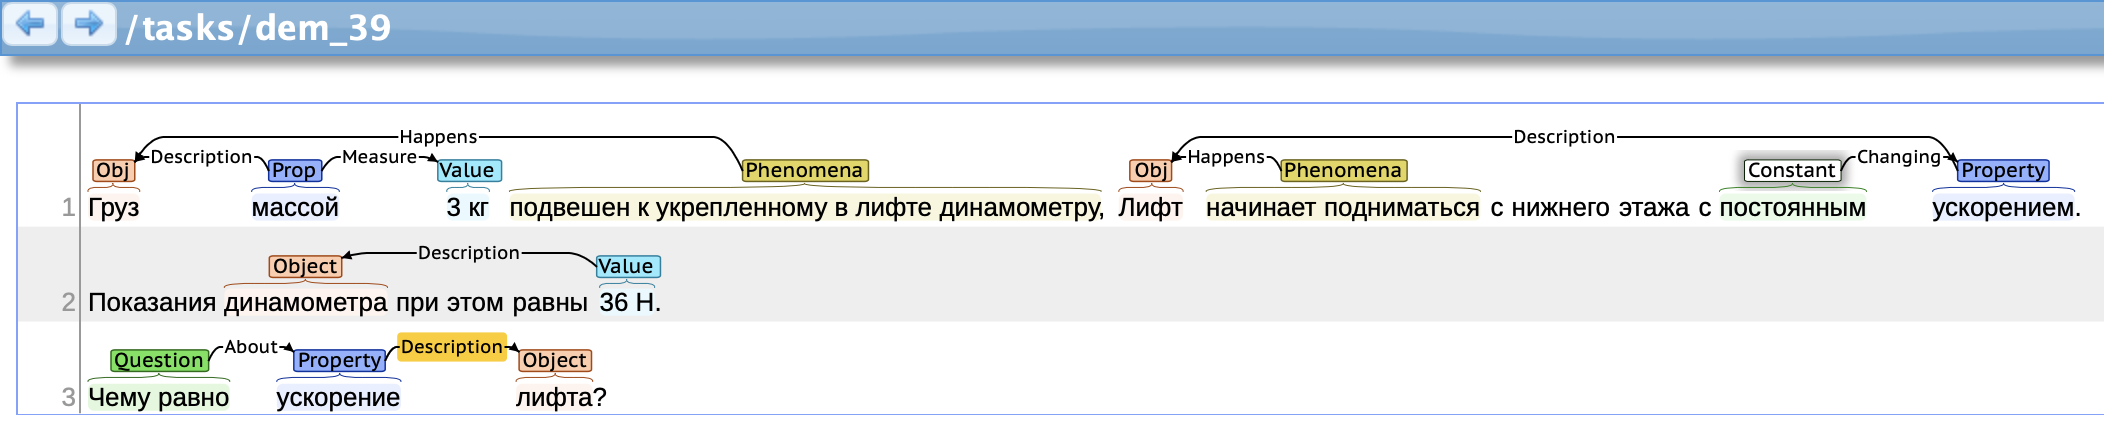 /tasks/dem_39
Happens Description
Obj Description Prop Measure Value Phenomena Obj Happens Phenomena Constant Changing Property
1 Груз массой 3 кг подвешен к укрепленному в лифте динамометру, Лифт начинает подниматься с нижнего этажа с постоянным ускорением.
Object Description Value
2 Показания динамометра при этом равны 36 Н.
Question About Property Description Object
3 Чему равно ускорение лифта?